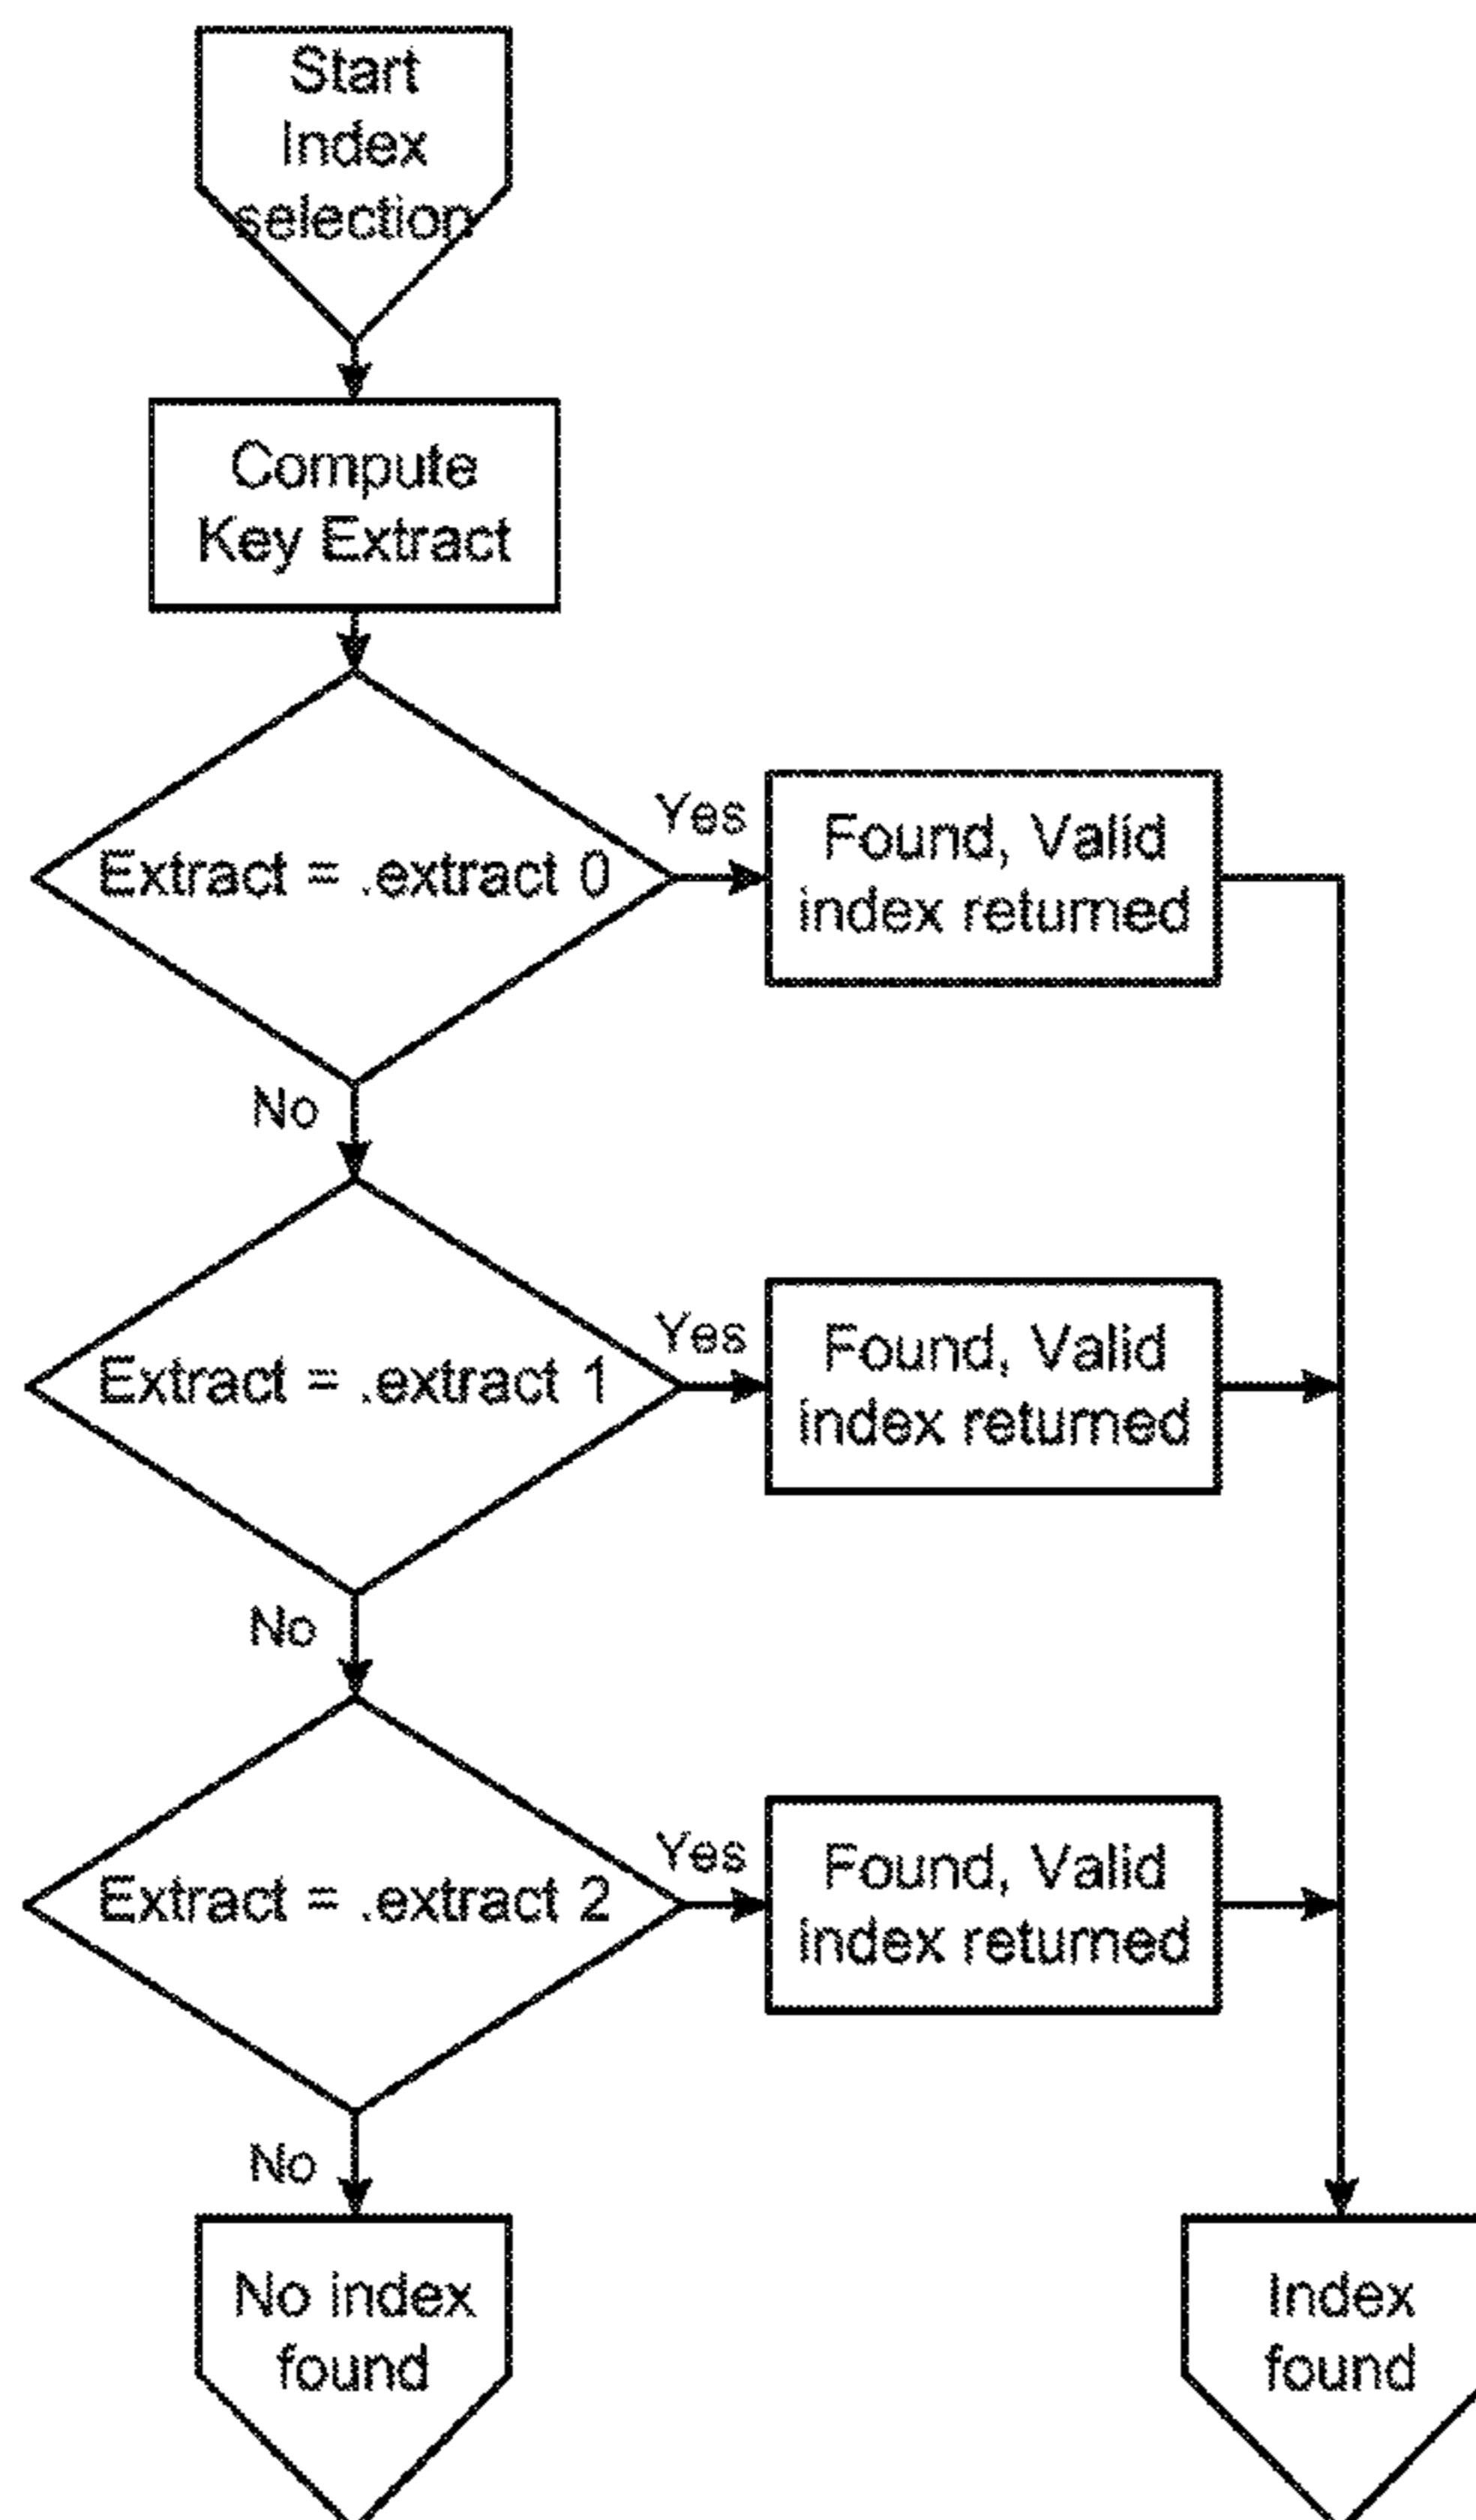 Start
Index
selection
Compute
Key Extract
Extract = .extract 0
Yes
Found, Valid
index returned
No
Extract = .extract 1
Yes
Found, Valid
index returned
No
Extract = .extract 2
Yes
Found, Valid
index returned
No
No index
found
Index
found